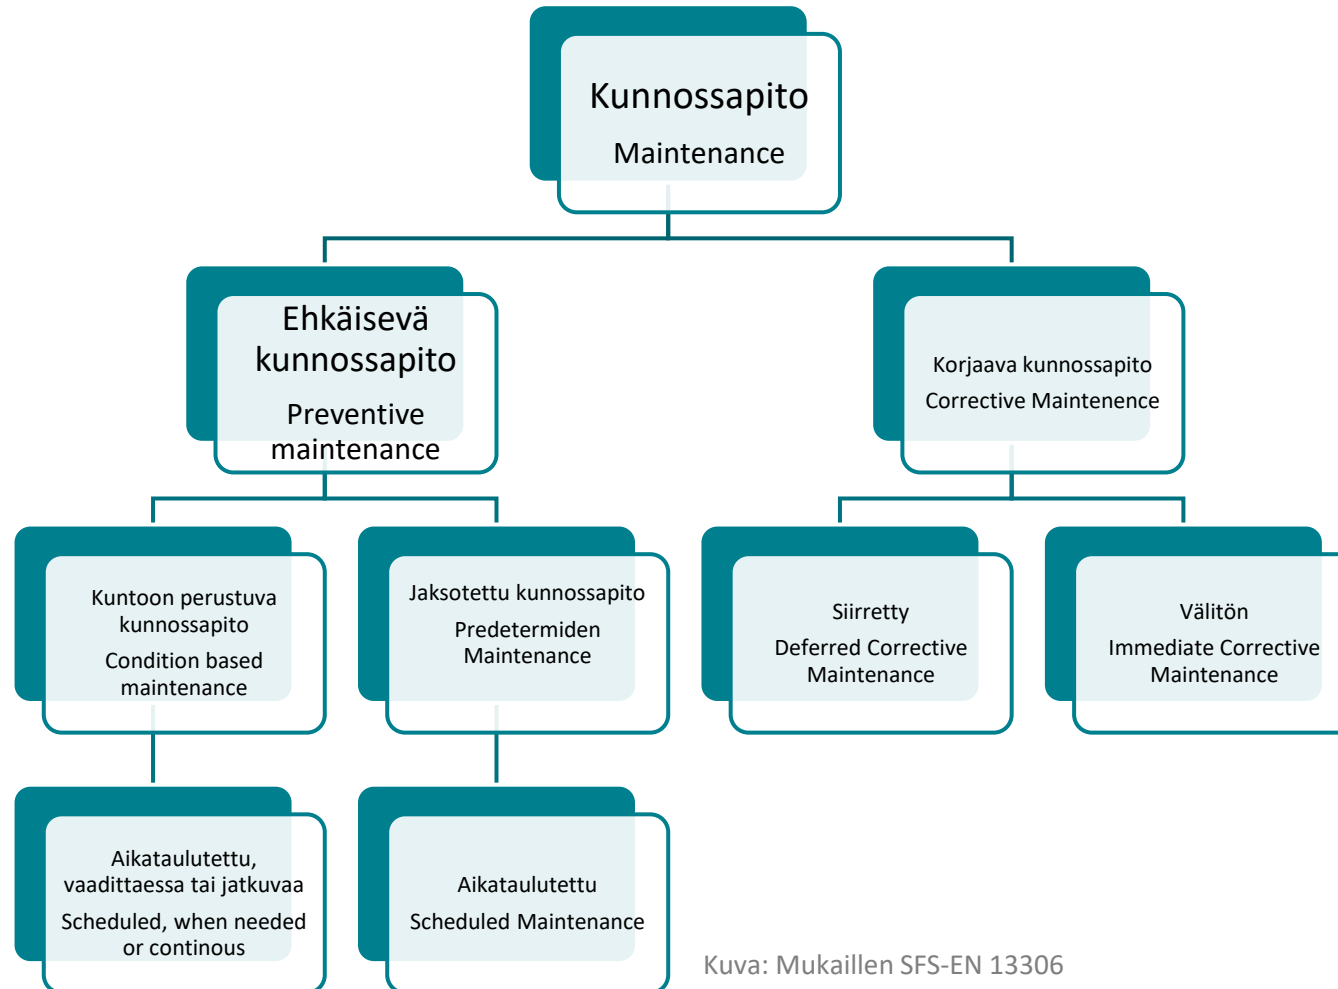 Kunnossapito
Maintenance
Ehkäisevä
kunnossapito
Preventive
maintenance
Korjaava kunnossapito
Corrective Maintenence
Kuntoon perustuva
kunnossapito
Condition based
maintenance
Jaksotettu kunnossapito
Predetermiden
Maintenance
Siirretty
Deferred Corrective
Maintenance
Välitön
Immediate Corrective
Maintenance
Aikataulutettu,
vaadittaessa tai jatkuvaa
Scheduled, when needed
or continous
Aikataulutettu
Scheduled Maintenance
Kuva: Mukaillen SFS-EN 13306